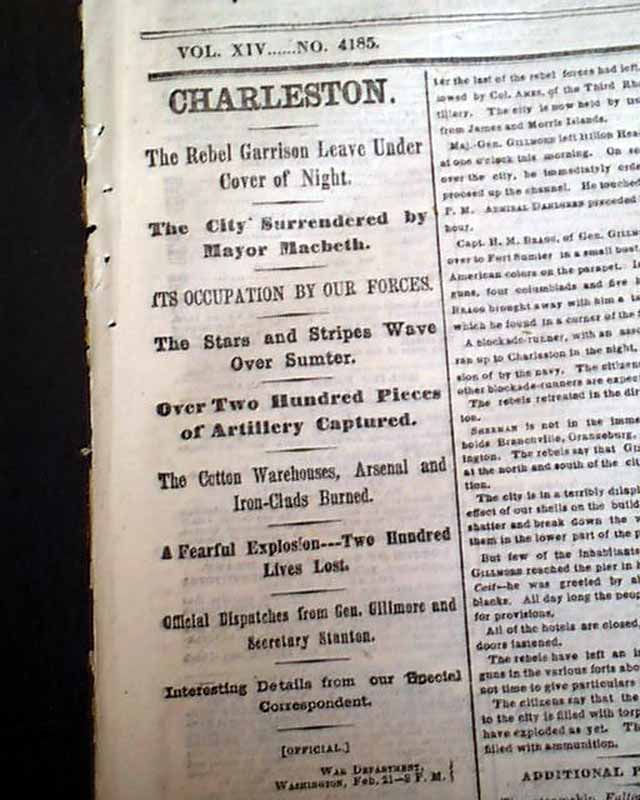 VOL. XIV......NO. 4185.
CHARLESTON.
The Rebel Garrison Leave Under
Cover of Night.
The City Surrendered by
Mayor Macbeth.
ITS OCCUPATION BY OUR FORCES.
The Stars and Stripes Wave
Over Sumter.
Over Two Hundred Pieces
of Artillery Captured.
The Cotton Warehouses, Arsenal and
Iron-Clads Burned.
A Fearful Explosion---Two Hundred
Lives Lost.
Official Dispatches from Gen. Gillmore and
Secretary Stanton.
Interesting Details from our Special
Correspondent.
[OFFICIAL.]
WAR DEPARTMENT,
WASHINGTON, Feb. 21—9 P. M.
ter the last of the rebel forces had left.
lowed by Col. AMES, of the Third
tillery. The city is now held by
from James and Morris Islands.
Maj.-Gen. GILLMORE left Hilton
at one o'clock this morning. On
over the city, he immediately
proceed up the channel. He touched
P. M. ADMIRAL DAHLGREN preceded
hour.
Capt. H. M. BRAGG, of Gen.
over to Fort Sumter in a small boat
American colors on the parapet.
guns, four columbiads and five
BRAGG brought away with him a
which he found in a corner of the
A blockade-runner, with an
ran up to Charleston in the night,
sion of by the navy. The
other blockade-runners are
The rebels retreated in the
ton.
SHERMAN is not in the
holds Branchville, Orangeburg,
ington. The rebels say that
at the north and south of the
tion.
The city is in a terribly
effect of our shells on the
shatter and break down the
them in the lower part of the
But few of the inhabitants
GILLMORE reached the pier in
Ceit—he was greeted by
blacks. All day long the
for provisions.
All of the hotels are closed,
doors fastened.
The rebels have left an
guns in the various forts
not time to give particulars
The citizens say that the
to the city is filled with
have exploded as yet.
filled with ammunition.
ADDITIONAL